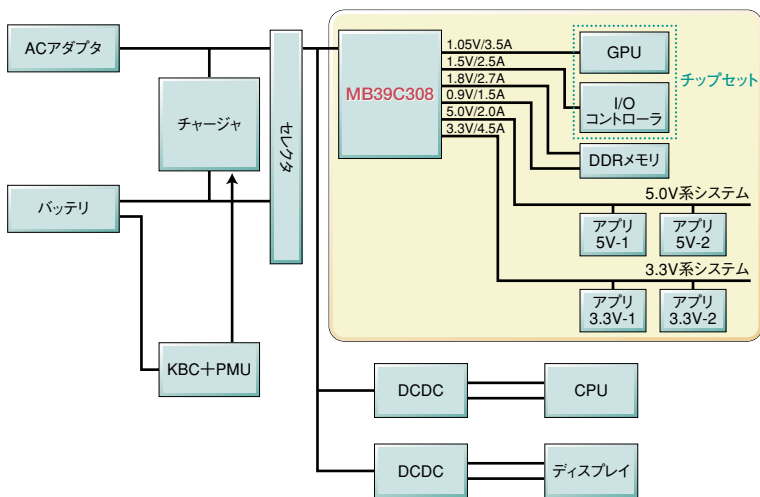 ACアダプタ
チャージャ
バッテリ
KBC＋PMU
セレクタ
MB39C308
1.05V/3.5A
1.5V/2.5A
1.8V/2.7A
0.9V/1.5A
5.0V/2.0A
3.3V/4.5A
GPU
I/O
コントローラ
チップセット
DDRメモリ
5.0V系システム
アプリ
5V-1
アプリ
5V-2
3.3V系システム
アプリ
3.3V-1
アプリ
3.3V-2
DCDC
CPU
DCDC
ディスプレイ